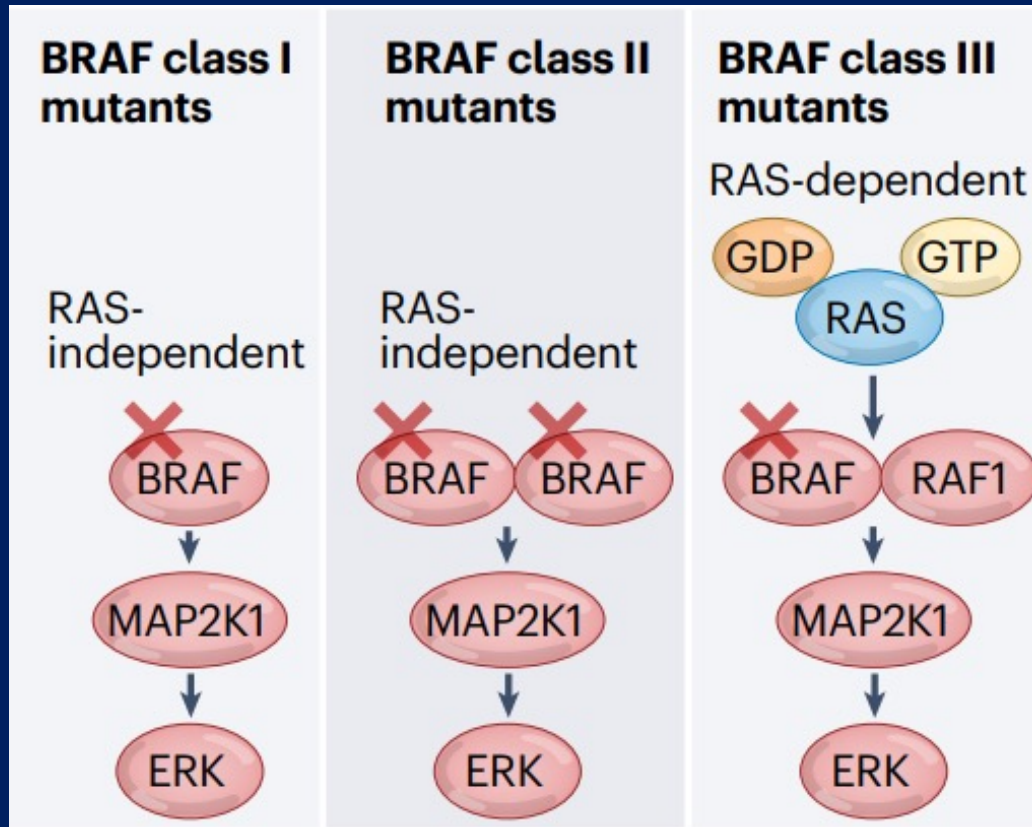 BRAF class I
mutants
RAS-
independent
BRAF
MAP2K1
ERK
BRAF class II
mutants
RAS-
independent
BRAF
BRAF
MAP2K1
ERK
BRAF class III
mutants
RAS-dependent
GDP
GTP
RAS
BRAF
RAF1
MAP2K1
ERK